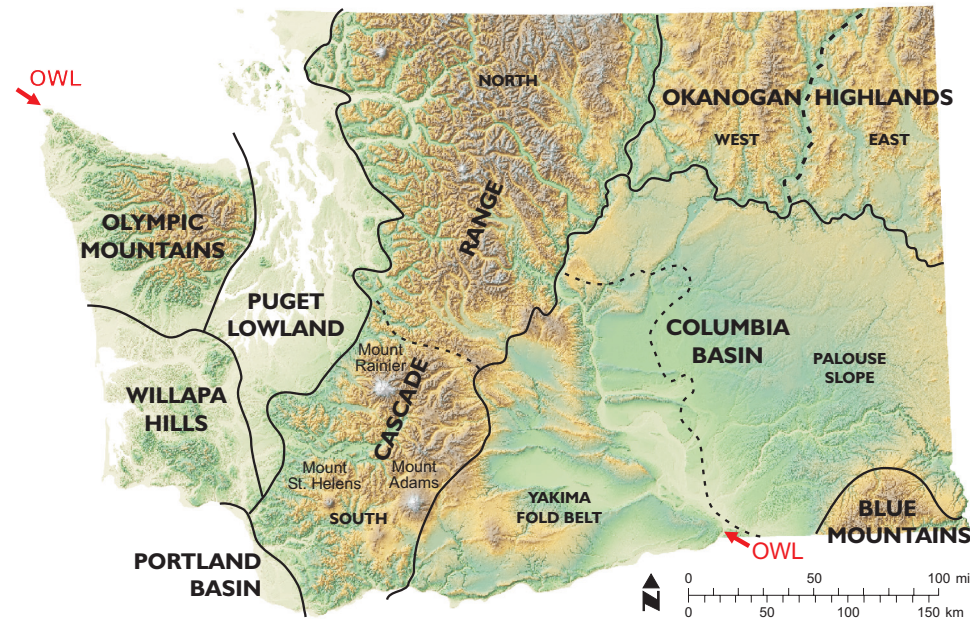 OWL
NORTH
OKANOGAN HIGHLANDS
WEST
EAST
OLYMPIC
MOUNTAINS
RANGE
PUGET
LOWLAND
COLUMBIA
BASIN
Mount
Rainier
PALOUSE
SLOPE
WILLAPA
HILLS
CASCADE
Mount
St. Helens
Mount
Adams
YAKIMA
FOLD BELT
SOUTH
BLUE
MOUNTAINS
OWL
PORTLAND
BASIN
N
0 50 100 mi
0 50 100 150 km